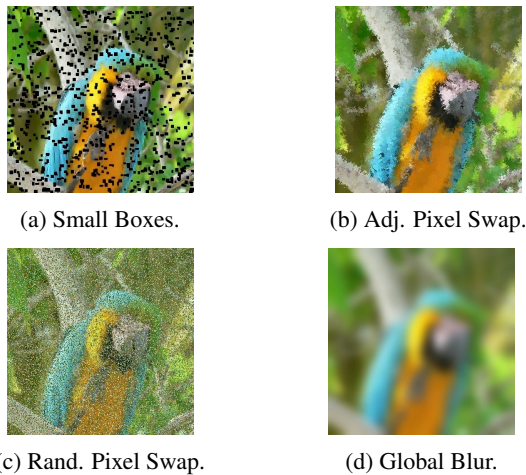 (a) Small Boxes.
(b) Adj. Pixel Swap.
(c) Rand. Pixel Swap.
(d) Global Blur.